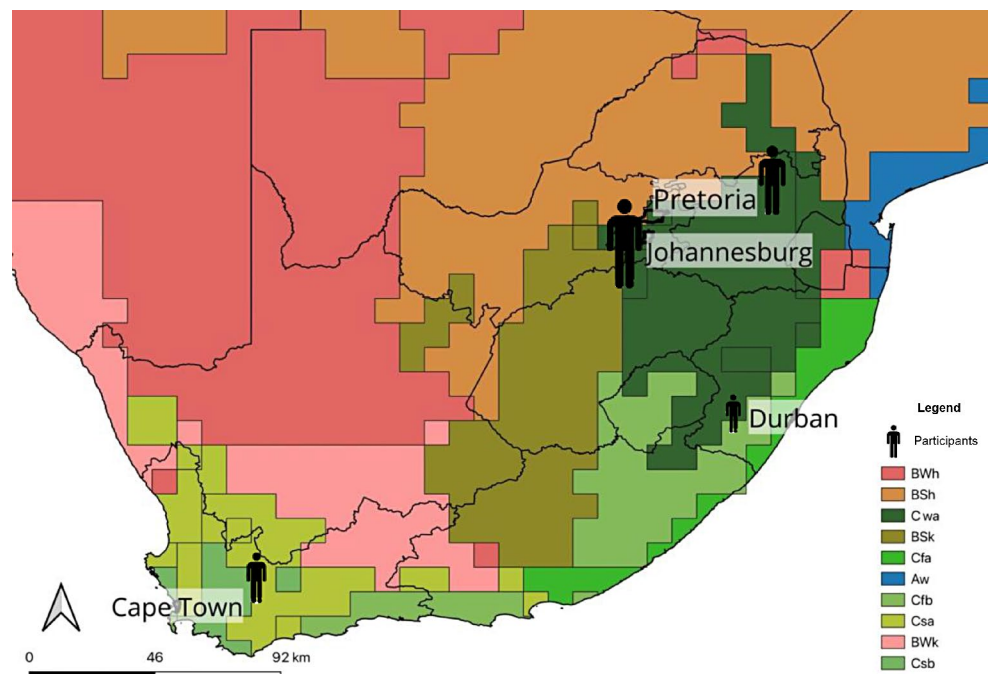 Pretoria
Johannesburg
Durban
Cape Town
Legend
Participants
BWh
BSh
Cwa
BSk
Cfa
Aw
Cfb
Csa
BWk
Csb
0 46 92 km